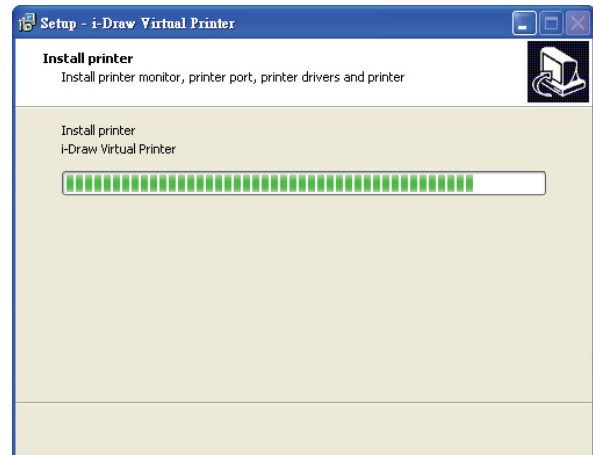 Setup - i-Draw Virtual Printer
Install printer
Install printer monitor, printer port, printer drivers and printer
Install printer
i-Draw Virtual Printer